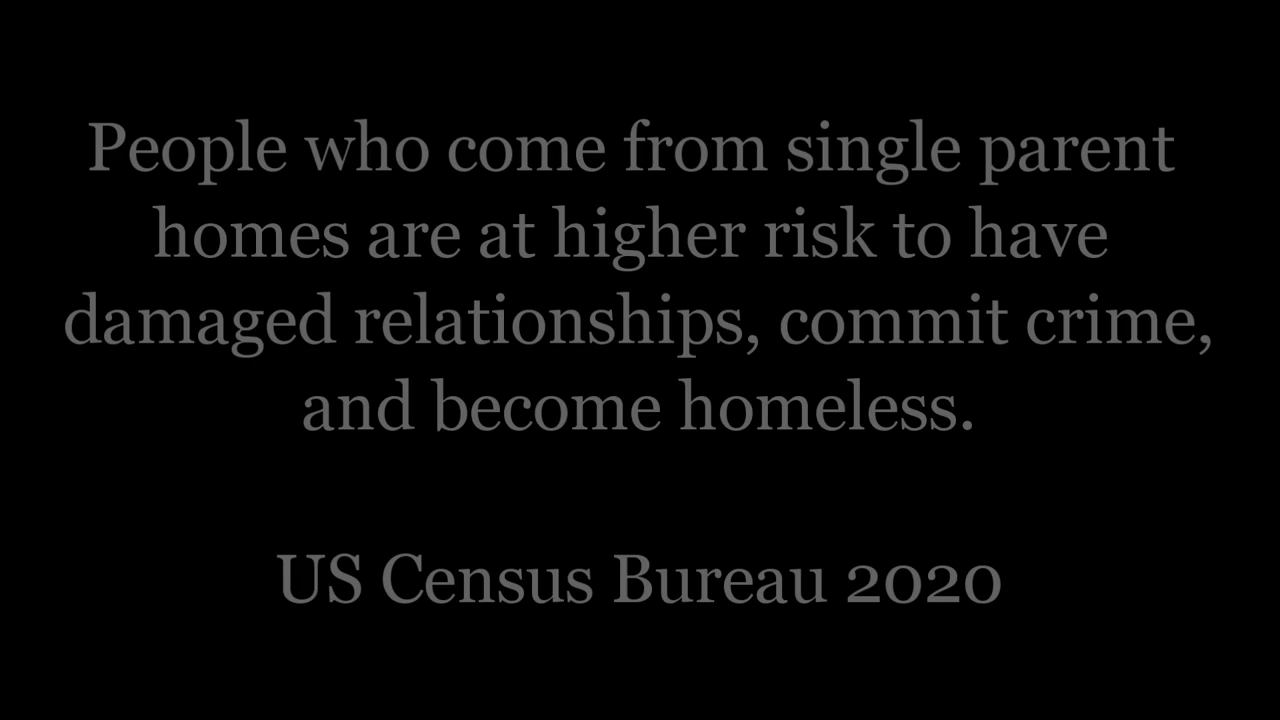 People who come from single parent
homes are at higher risk to have
damaged relationships, commit crime,
and become homeless.
US Census Bureau 2020